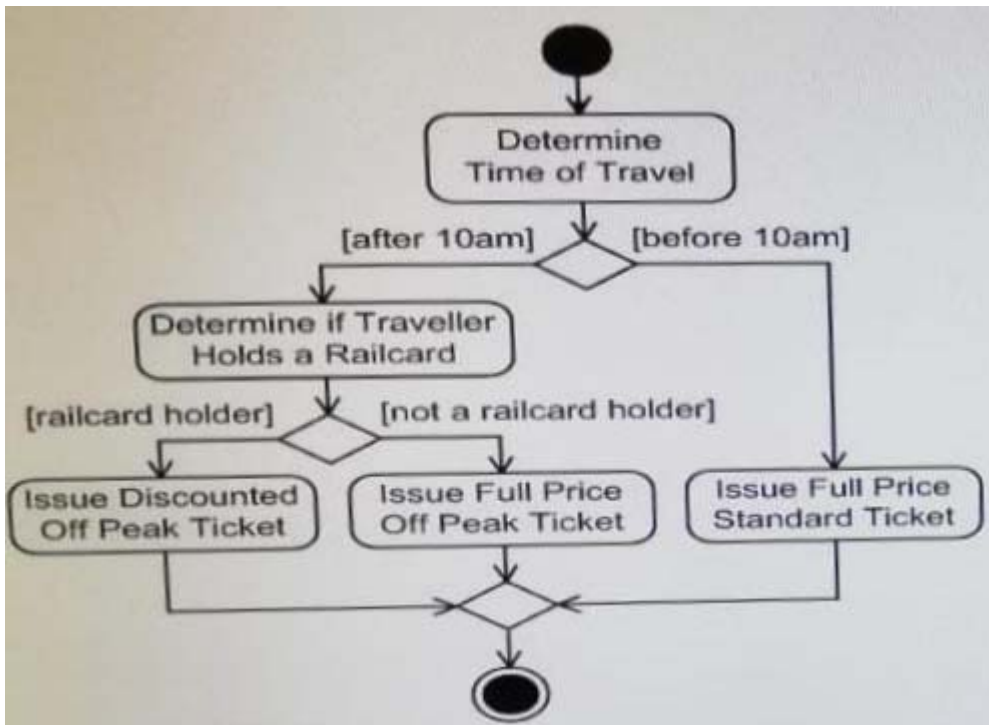 Determine
Time of Travel
[after 10am]
[before 10am]
Determine if Traveller
Holds a Railcard
[railcard holder]
[not a railcard holder]
Issue Discounted
Off Peak Ticket
Issue Full Price
Off Peak Ticket
Issue Full Price
Standard Ticket